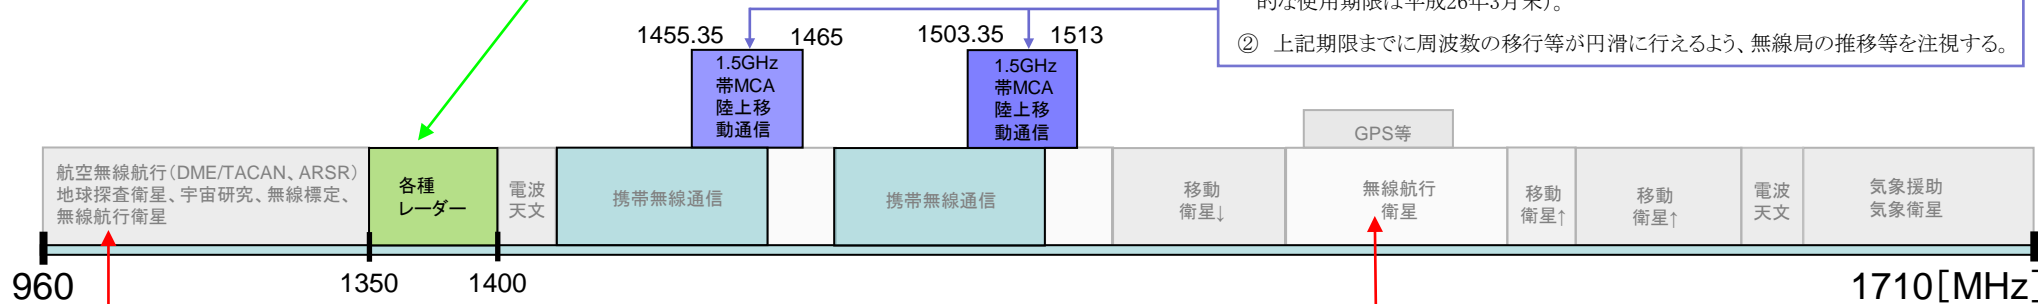 的な使用期限は平成26年3月末)。
② 上記期限までに周波数の移行等が円滑に行えるよう、無線局の推移等を注視する。
1455.35
1465
1503.35
1513
1.5GHz
帯MCA
陸上移
動通信
1.5GHz
帯MCA
陸上移
動通信
GPS等
航空無線航行(DME/TACAN、ARSR)
地球探査衛星、宇宙研究、無線標定、
無線航行衛星
各種
レーダー
電波
天文
携帯無線通信
携帯無線通信
移動
衛星↓
無線航行
衛星
移動
衛星↑
移動
衛星↑
電波
天文
気象援助
気象衛星
960
1350
1400
1710[MHz]